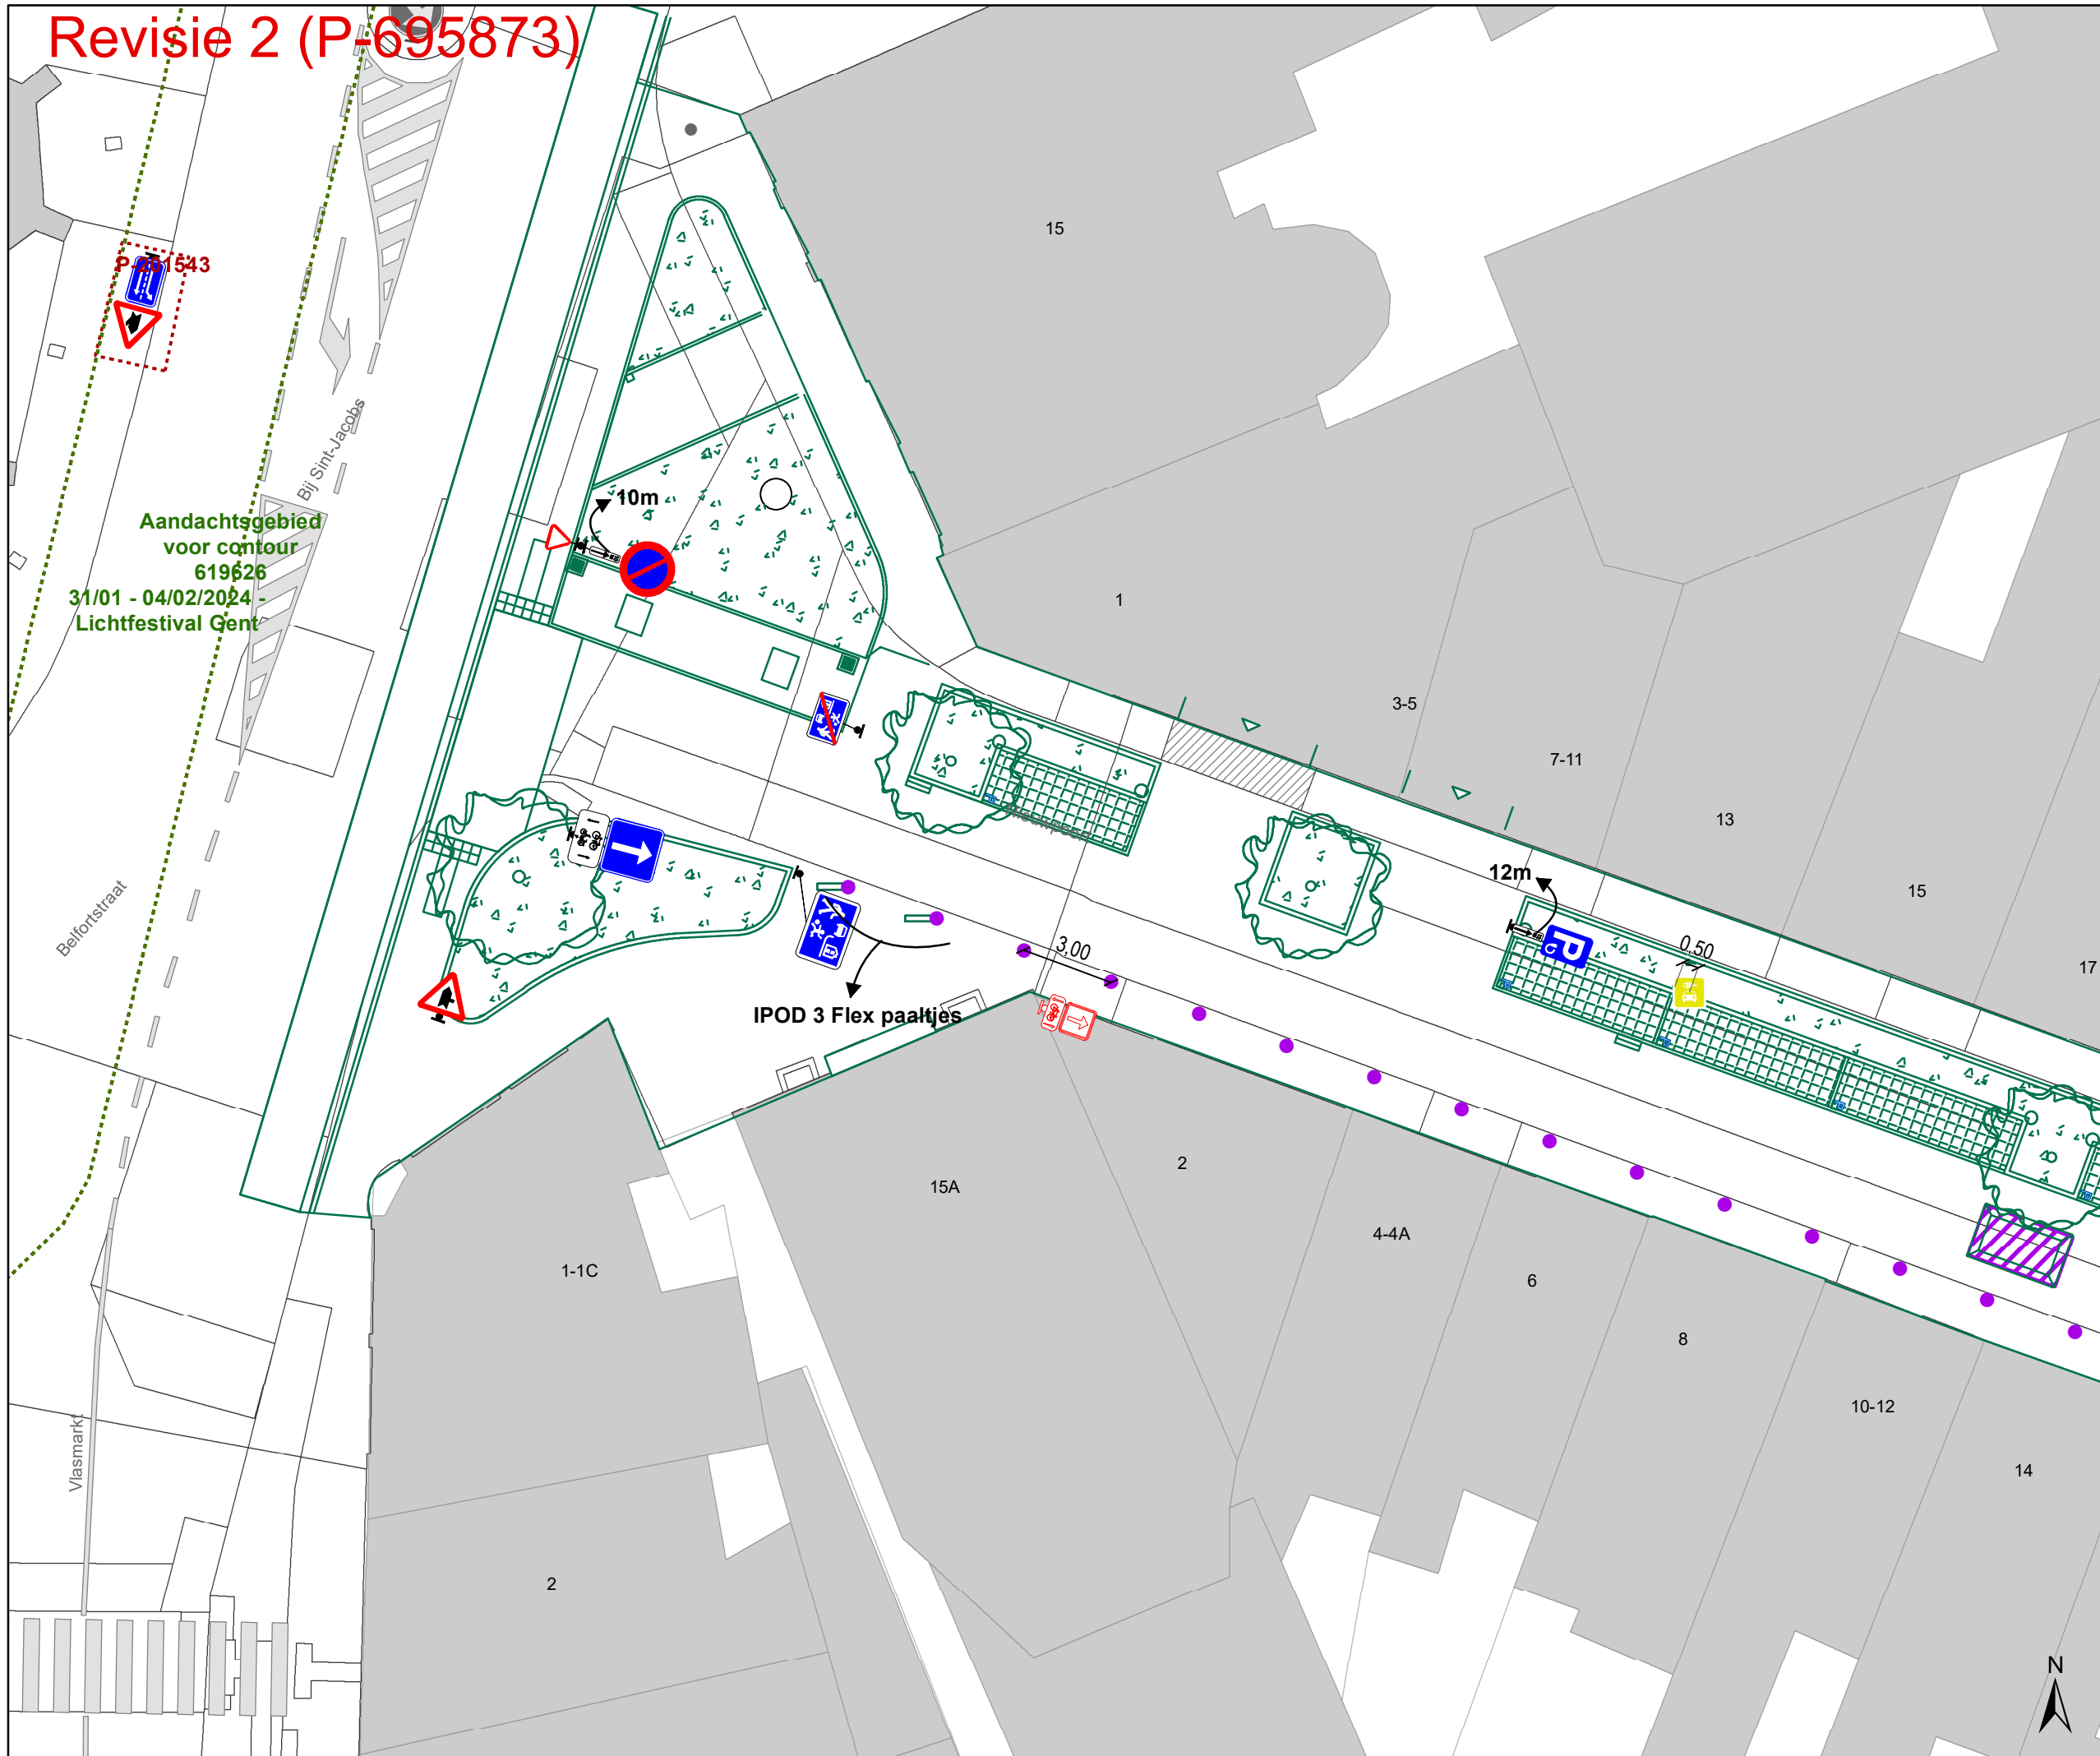 Revisie 2 (P-695873)
15
P-201543
Bij Sint-Jacobs
10m
Aandachtsgebied
voor contour
619626
31/01 - 04/02/2024 -
Lichtfestival Gent
1
3-5
7-11
13
15
17
12m
0,50
3,00
P
Belfortstraat
IPOD 3 Flex paaltjes
15A
2
4-4A
6
8
10-12
14
1-1C
Vlasmarkt
2
N